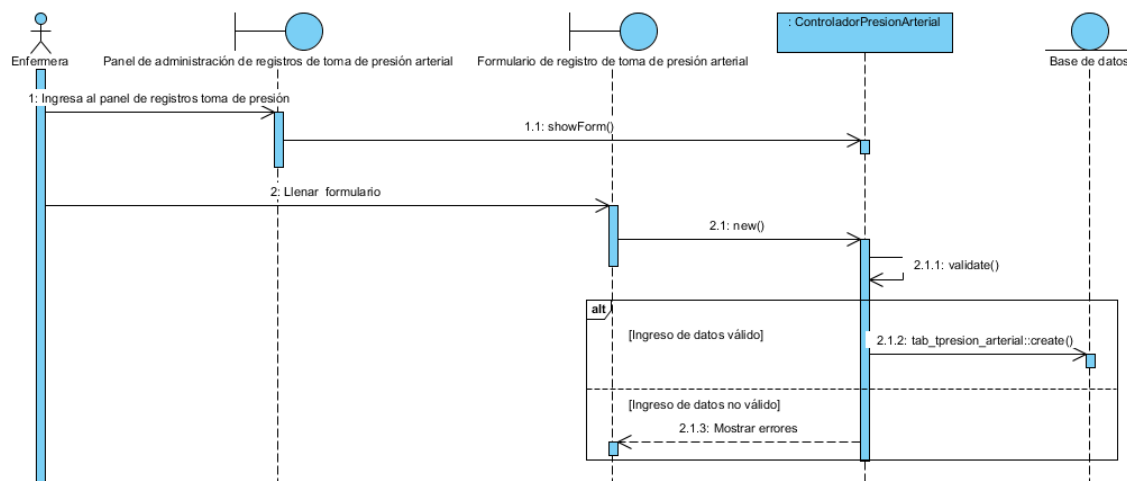 : ControladorPresionArterial
Enfermera
Panel de administración de registros de toma de presión arterial
Formulario de registro de toma de presión arterial
Base de datos
1: Ingresa al panel de registros toma de presión
1.1: showForm()
2: Llenar formulario
2.1: new()
2.1.1: validate()
alt
[Ingreso de datos válido]
2.1.2: tab_tpresion_arterial::create()
[Ingreso de datos no válido]
2.1.3: Mostrar errores